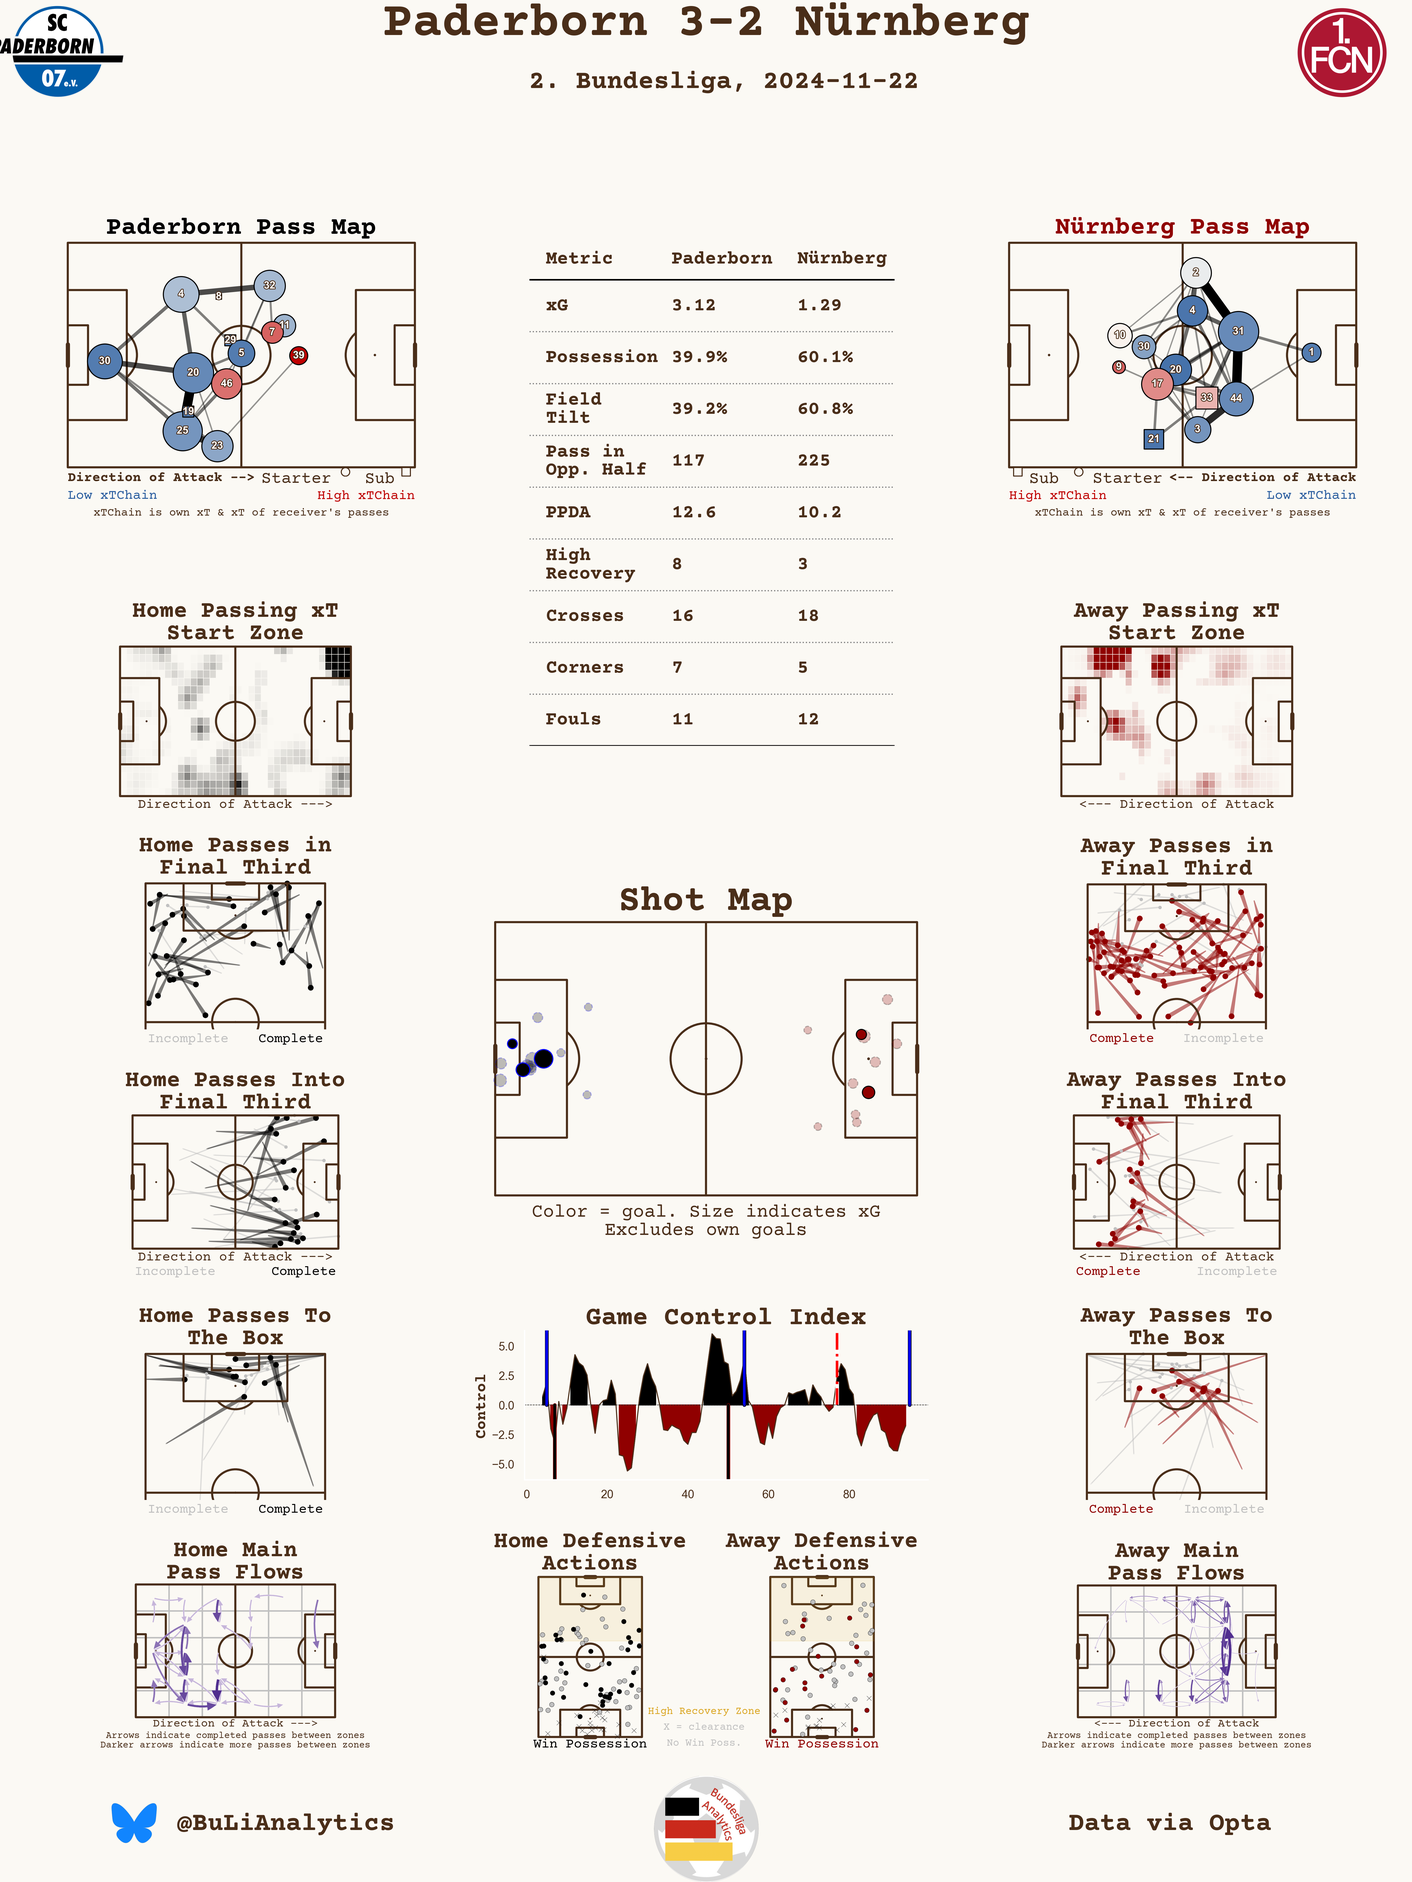 Paderborn 3-2 Nürnberg
2. Bundesliga, 2024-11-22
SC
PADERBORN
07 e.V.
1.
FCN
Paderborn Pass Map
4
8
32
11
7
29
5
39
30
20
46
19
25
23
Direction of Attack --> Starter Sub
Low xTChain High xTChain
xTChain is own xT & xT of receiver's passes
Metric Paderborn Nürnberg
xG 3.12 1.29
Possession 39.9% 60.1%
Field
Tilt 39.2% 60.8%
Pass in
Opp. Half 117 225
PPDA 12.6 10.2
High
Recovery 8 3
Crosses 16 18
Corners 7 5
Fouls 11 12
Nürnberg Pass Map
2
4
31
10
30
1
9
20
17
33
44
21
3
Sub Starter <-- Direction of Attack
High xTChain Low xTChain
xTChain is own xT & xT of receiver's passes
Home Passing xT
Start Zone
Direction of Attack --->
Away Passing xT
Start Zone
<--- Direction of Attack
Home Passes in
Final Third
Incomplete Complete
Away Passes in
Final Third
Complete Incomplete
Shot Map
Color = goal. Size indicates xG
Excludes own goals
Home Passes Into
Final Third
Direction of Attack --->
Incomplete Complete
Away Passes Into
Final Third
<--- Direction of Attack
Complete Incomplete
Home Passes To
The Box
Incomplete Complete
Game Control Index
Control
5.0
2.5
0.0
−2.5
−5.0
0 20 40 60 80
Away Passes To
The Box
Complete Incomplete
Home Main
Pass Flows
Direction of Attack --->
Arrows indicate completed passes between zones
Darker arrows indicate more passes between zones
Home Defensive
Actions
Win Possession
Away Defensive
Actions
Win Possession
High Recovery Zone
X = clearance
No Win Poss.
Away Main
Pass Flows
<--- Direction of Attack
Arrows indicate completed passes between zones
Darker arrows indicate more passes between zones
@BuLiAnalytics
Bundesliga
Analytics
Data via Opta